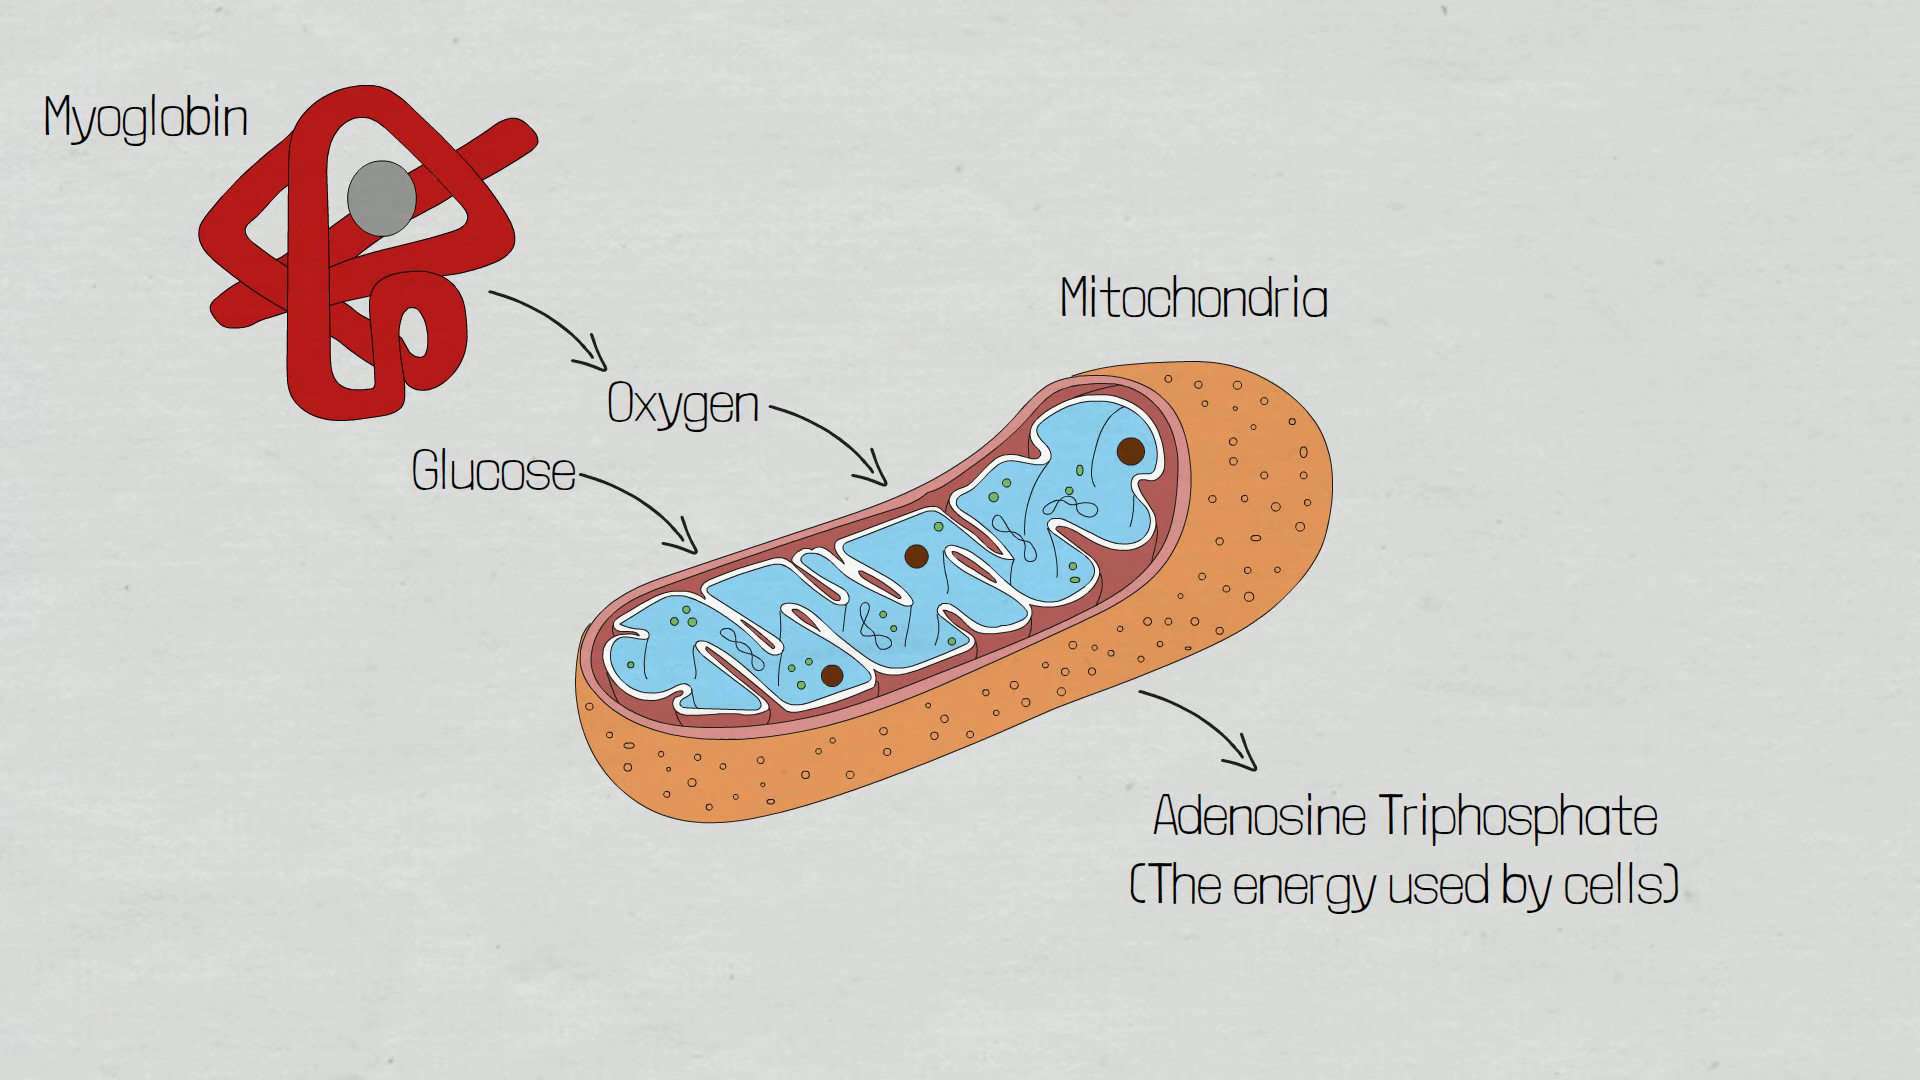 Myoglobin
Mitochondria
Oxygen
Glucose
Adenosine Triphosphate
(The energy used by cells)